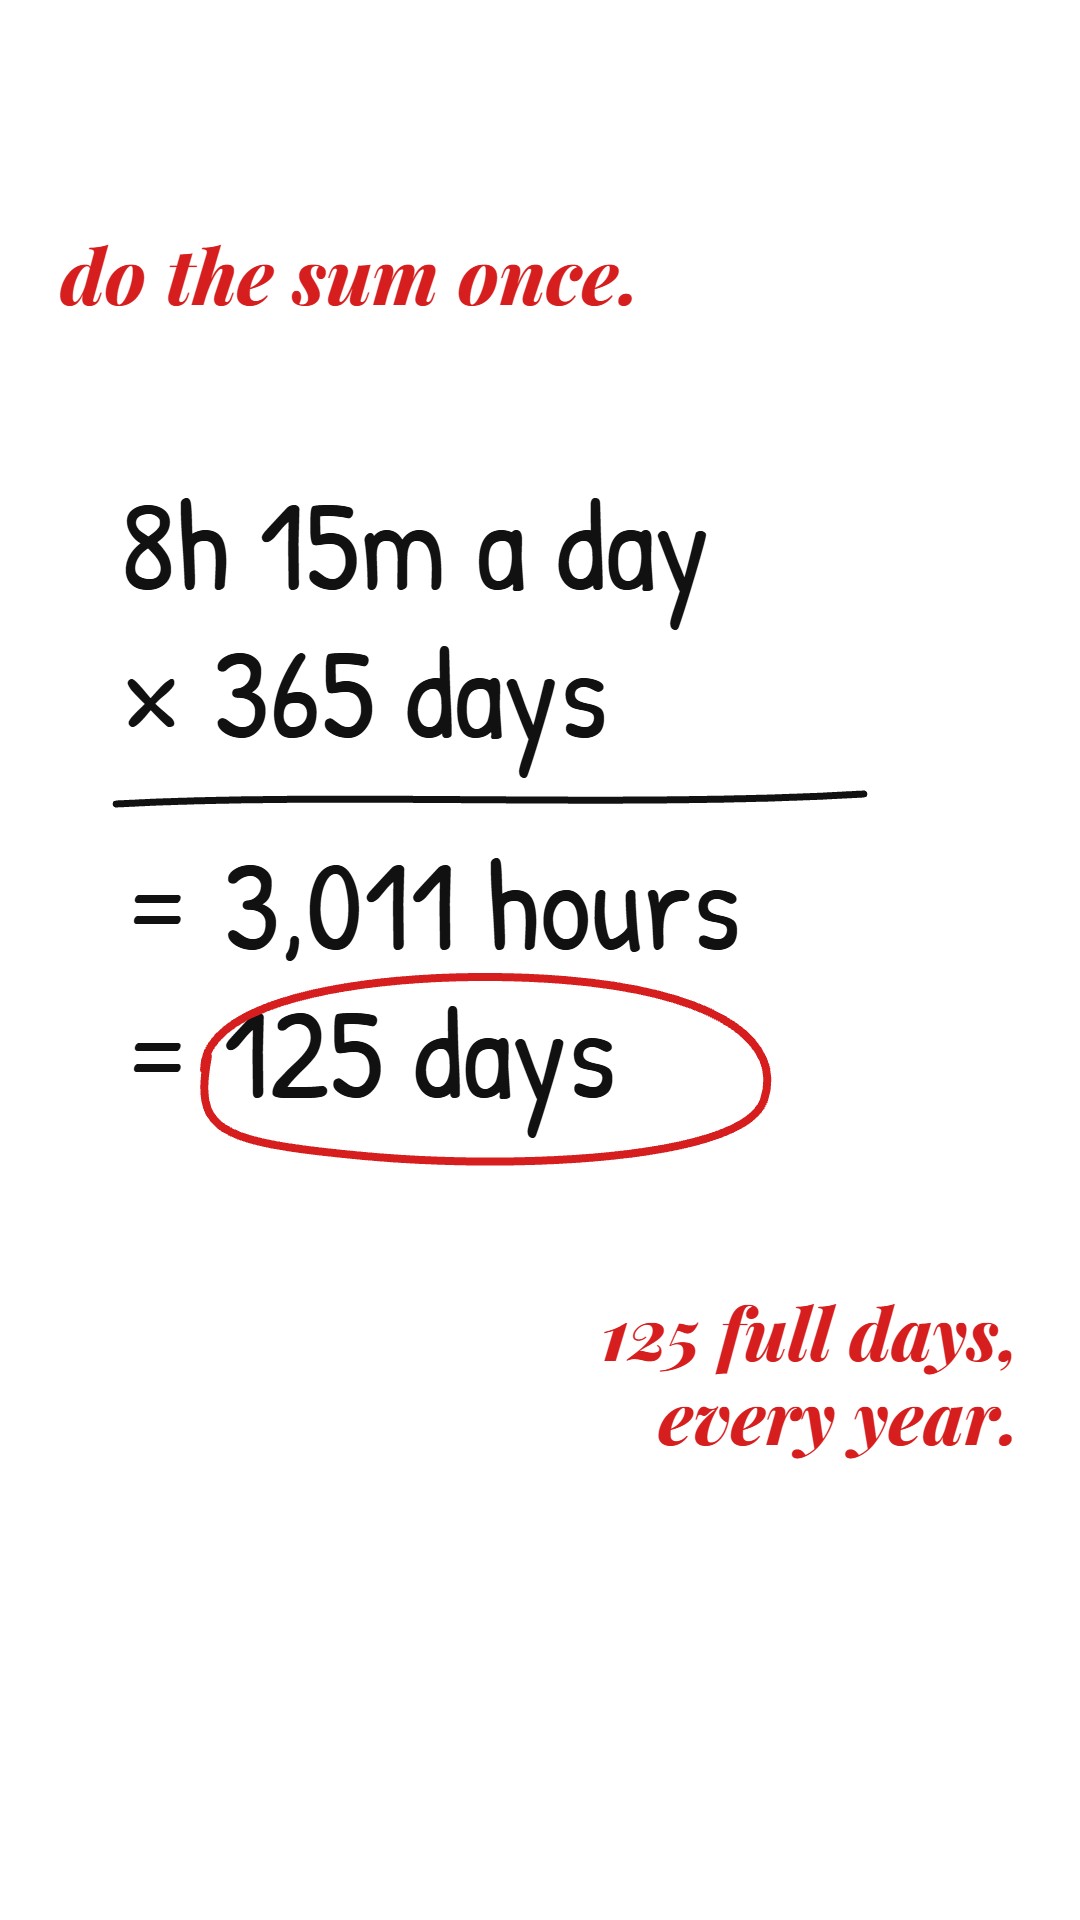 do the sum once.
8h 15m a day
× 365 days
= 3,011 hours
= 125 days
125 full days,
every year.